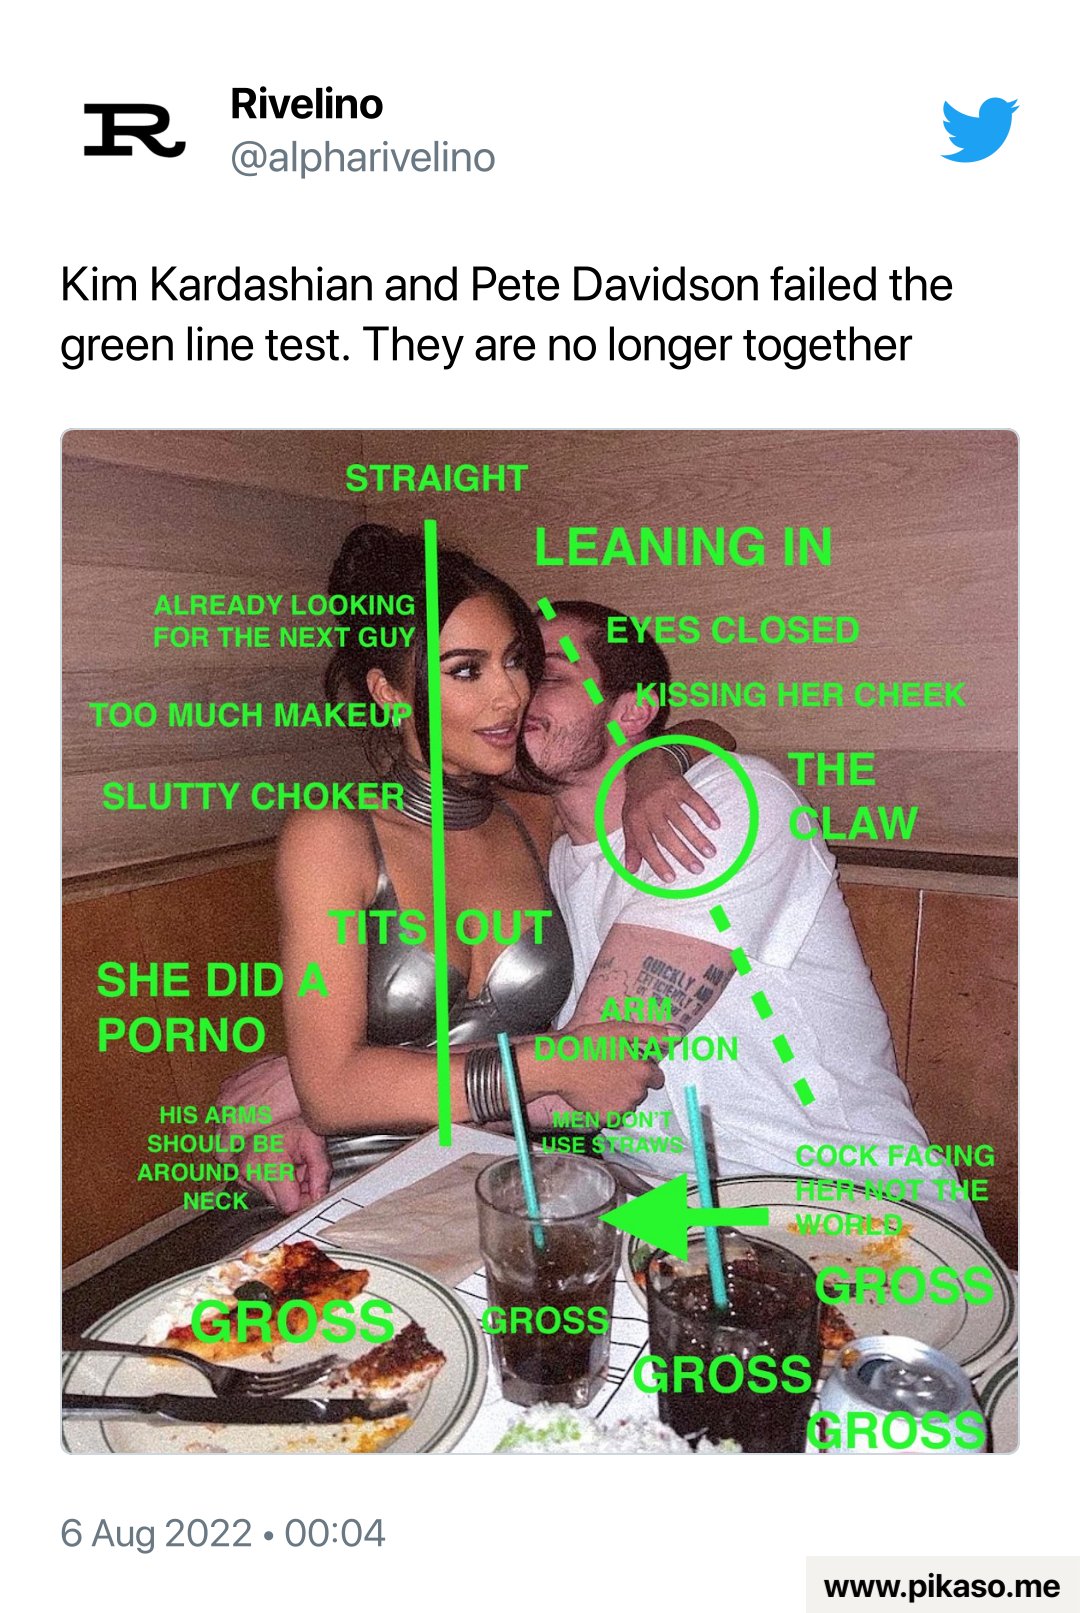 Rivelino
@alpharivelino
Kim Kardashian and Pete Davidson failed the
green line test. They are no longer together
STRAIGHT
LEANING IN
ALREADY LOOKING
FOR THE NEXT GUY
EYES CLOSED
KISSING HER CHEEK
TOO MUCH MAKEUP
THE
CLAW
SLUTTY CHOKER
TITS OUT
SHE DID A
PORNO
QUICKLY AND
EFFICIENTLY
ARM
DOMINATION
HIS ARMS
SHOULD BE
AROUND HER
NECK
MEN DON'T
USE STRAWS
COCK FACING
HER NOT THE
WORLD
GROSS
GROSS
GROSS
GROSS
GROSS
6 Aug 2022 • 00:04
www.pikaso.me